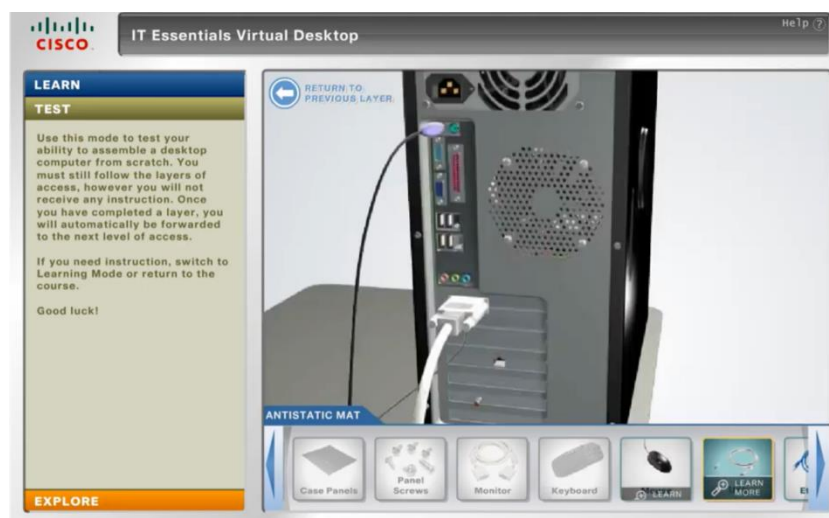 CISCO
IT Essentials Virtual Desktop
Help ?
LEARN
TEST
Use this mode to test your
ability to assemble a desktop
computer from scratch. You
must still follow the layers of
access, however you will not
receive any instruction. Once
you have completed a layer, you
will automatically be forwarded
to the next level of access.
If you need instruction, switch to
Learning Mode or return to the
course.
Good luck!
EXPLORE
RETURN TO
PREVIOUS LAYER
ANTISTATIC MAT
Case Panels
Panel
Screws
Monitor
Keyboard
LEARN
LEARN
MORE